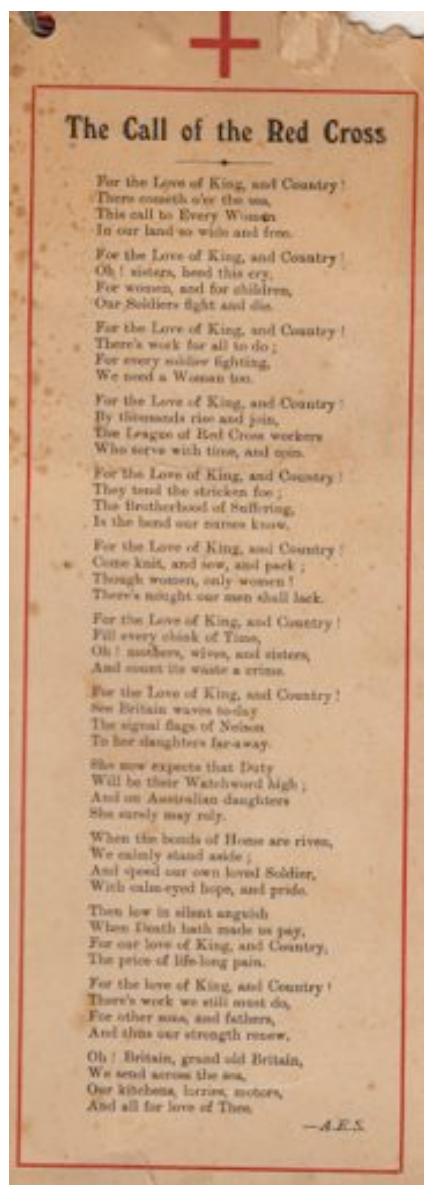 The Call of the Red Cross
For the Love of King, and Country!
There cometh o'er the sea,
This call to Every Woman
In our land so wide and free.
For the Love of King, and Country!
Oh! sisters, heed this cry,
For women, and for children,
Our Soldiers fight and die.
For the Love of King, and Country!
There's work for all to do;
For every soldier fighting,
We need a Woman too.
For the Love of King, and Country!
By thousands rise and join,
The League of Red Cross workers
Who serve with time, and coin.
For the Love of King, and Country!
They tend the stricken foe;
The Brotherhood of Suffering,
Is the bond our nurses know.
For the Love of King, and Country!
Come knit, and sew, and pack;
Though women, only women!
There's nought our men shall lack.
For the Love of King, and Country!
Fill every chink of Time,
Oh! mothers, wives, and sisters,
And count its waste a crime.
For the Love of King, and Country!
See Britain waves to-day
The signal flags of Nelson
To her daughters far-away.
She now expects that Duty
Will be their Watchword high;
And on Australian daughters
She surely may rely.
When the bonds of Home are riven,
We calmly stand aside;
And speed our own loved Soldier,
With calm-eyed hope, and pride.
Then low in silent anguish
When Death hath made us pay,
For our love of King, and Country,
The price of life-long pain.
For the love of King, and Country!
There's work we still must do,
For other sons, and fathers,
And thus our strength renew.
Oh! Britain, grand old Britain,
We send across the sea,
Our kitchens, lorries, motors,
And all for love of Thee.
—A.E.S.